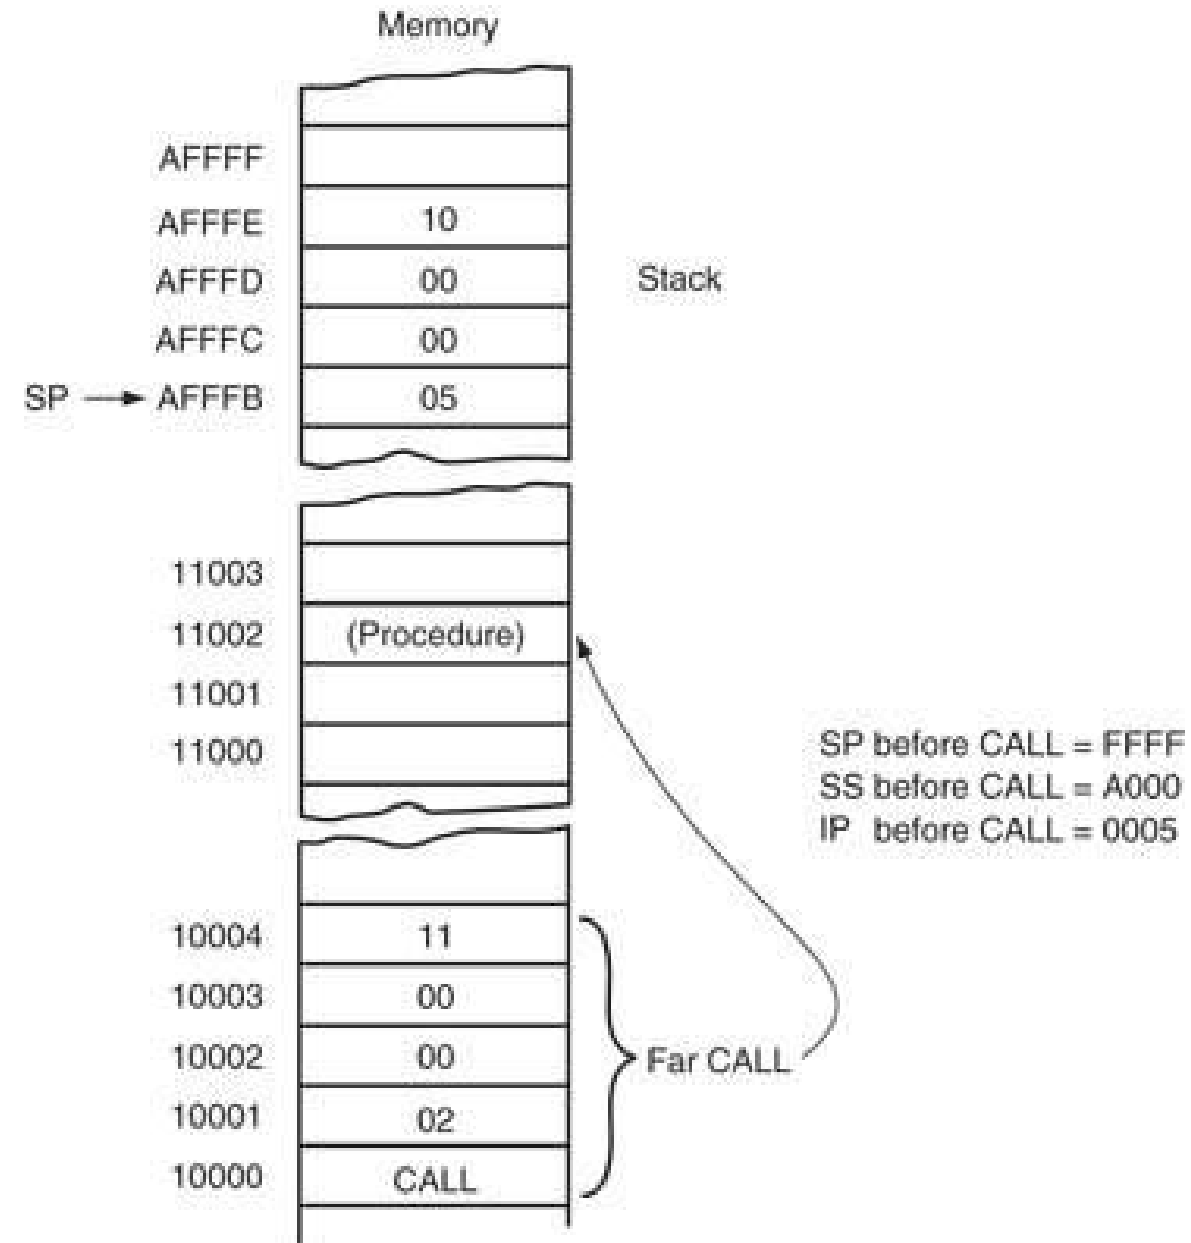 Memory
AFFFF
AFFFE 10
AFFFD 00
Stack
AFFFC 00
SP AFFFB 05
11003
11002 (Procedure)
11001
11000
SP before CALL = FFFF
SS before CALL = A000
IP before CALL = 0005
10004 11
10003 00
10002 00
Far CALL
10001 02
10000 CALL